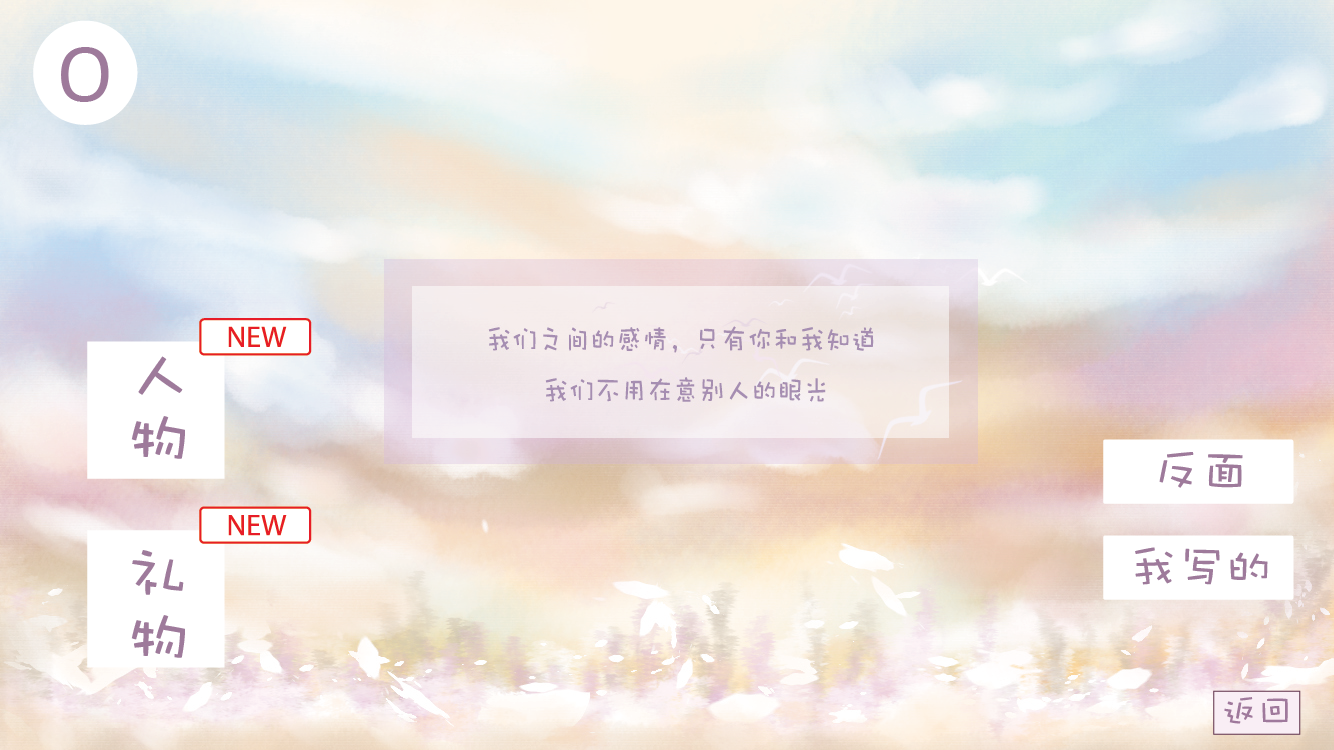 O
我们之间的感情，只有你和我知道
我们不用在意别人的眼光
NEW
人
物
NEW
礼
物
反面
我写的
返回